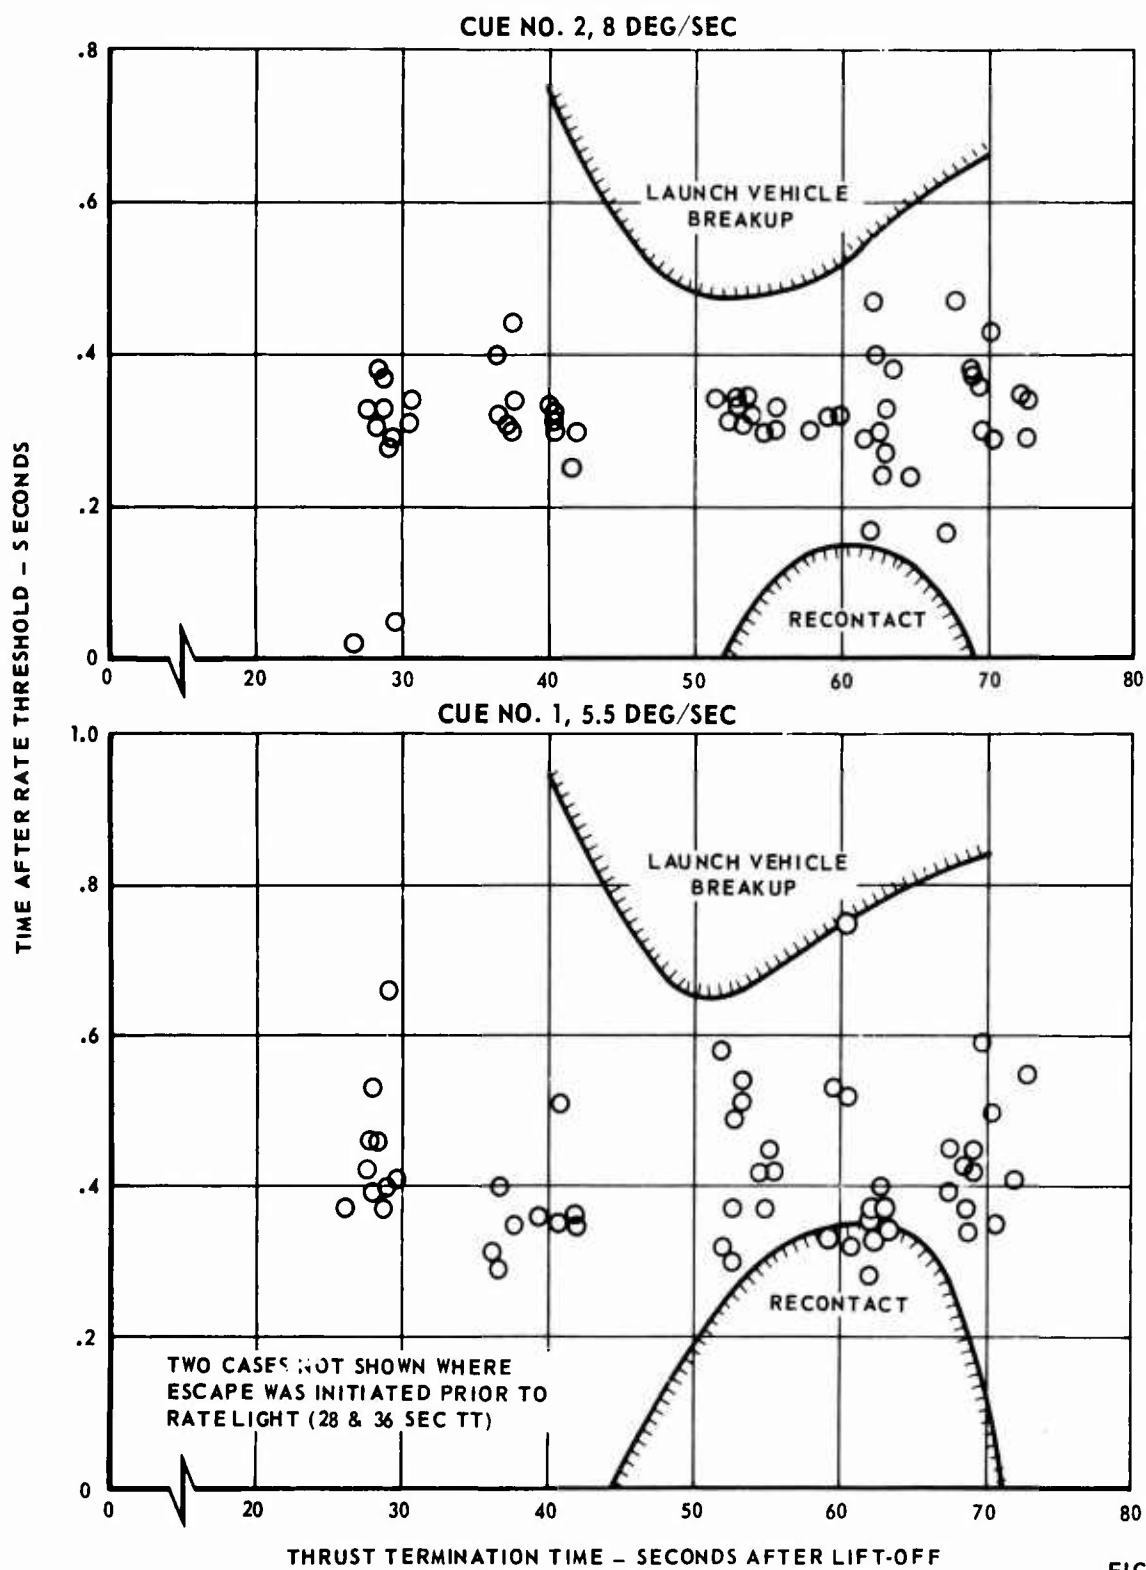 CUE NO. 2, 8 DEG/SEC
.8
.6
.4
.2
0
LAUNCH VEHICLE
BREAKUP
RECONTACT
0 20 30 40 50 60 70 80
TIME AFTER RATE THRESHOLD – SECONDS
CUE NO. 1, 5.5 DEG/SEC
1.0
.8
.6
.4
.2
0
LAUNCH VEHICLE
BREAKUP
RECONTACT
TWO CASES NOT SHOWN WHERE
ESCAPE WAS INITIATED PRIOR TO
RATE LIGHT (28 & 36 SEC TT)
0 20 30 40 50 60 70 80
THRUST TERMINATION TIME – SECONDS AFTER LIFT-OFF